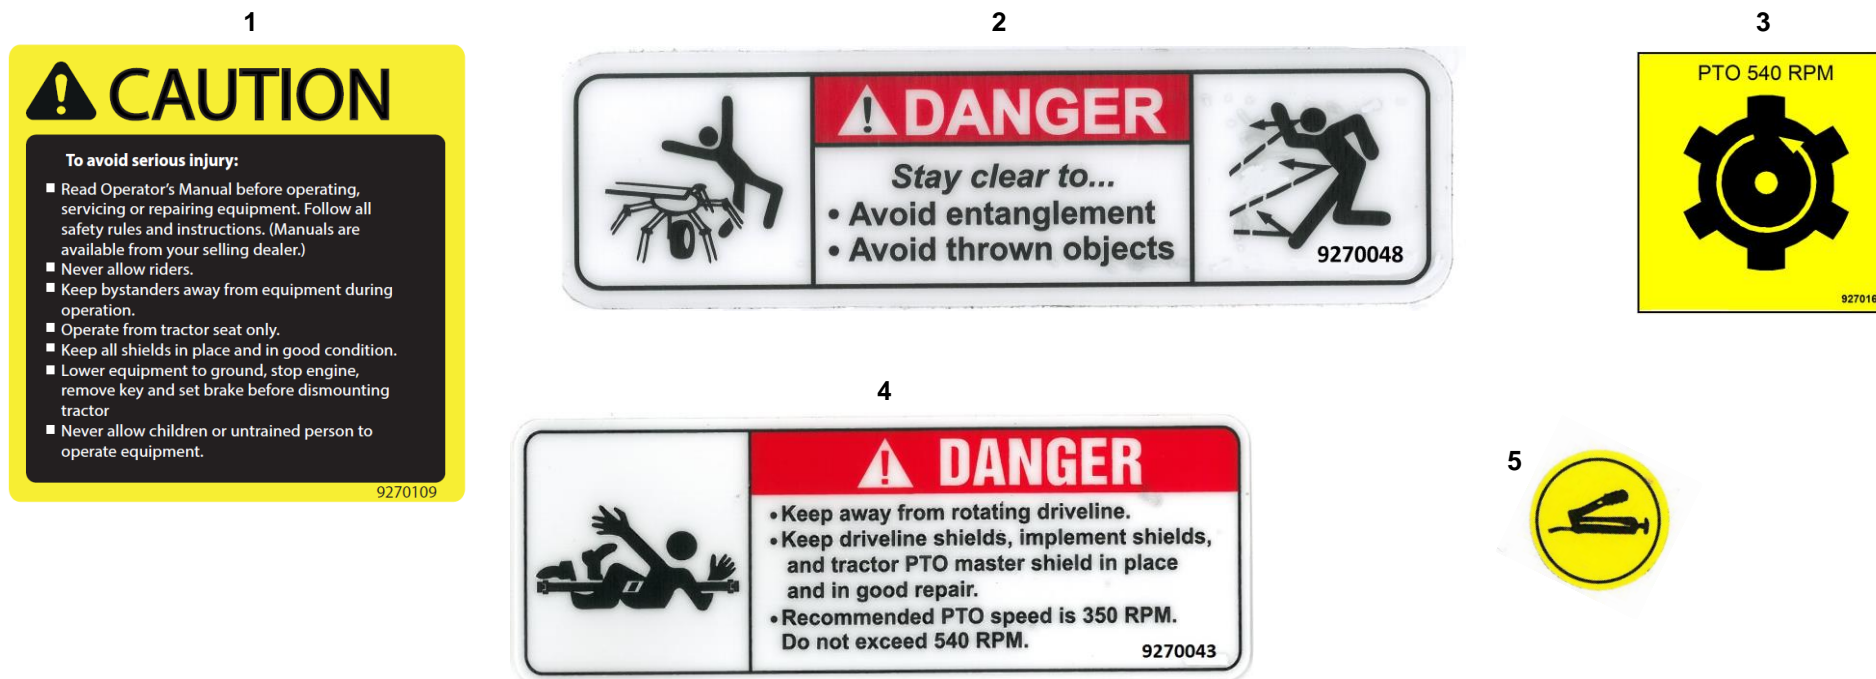 1
CAUTION
To avoid serious injury:
Read Operator's Manual before operating,
servicing or repairing equipment. Follow all
safety rules and instructions. (Manuals are
available from your selling dealer.)
Never allow riders.
Keep bystanders away from equipment during
operation.
Operate from tractor seat only.
Keep all shields in place and in good condition.
Lower equipment to ground, stop engine,
remove key and set brake before dismounting
tractor
Never allow children or untrained person to
operate equipment.
9270109
2
DANGER
Stay clear to...
• Avoid entanglement
• Avoid thrown objects
9270048
3
PTO 540 RPM
927016
4
DANGER
• Keep away from rotating driveline.
• Keep driveline shields, implement shields,
and tractor PTO master shield in place
and in good repair.
• Recommended PTO speed is 350 RPM.
Do not exceed 540 RPM.
9270043
5